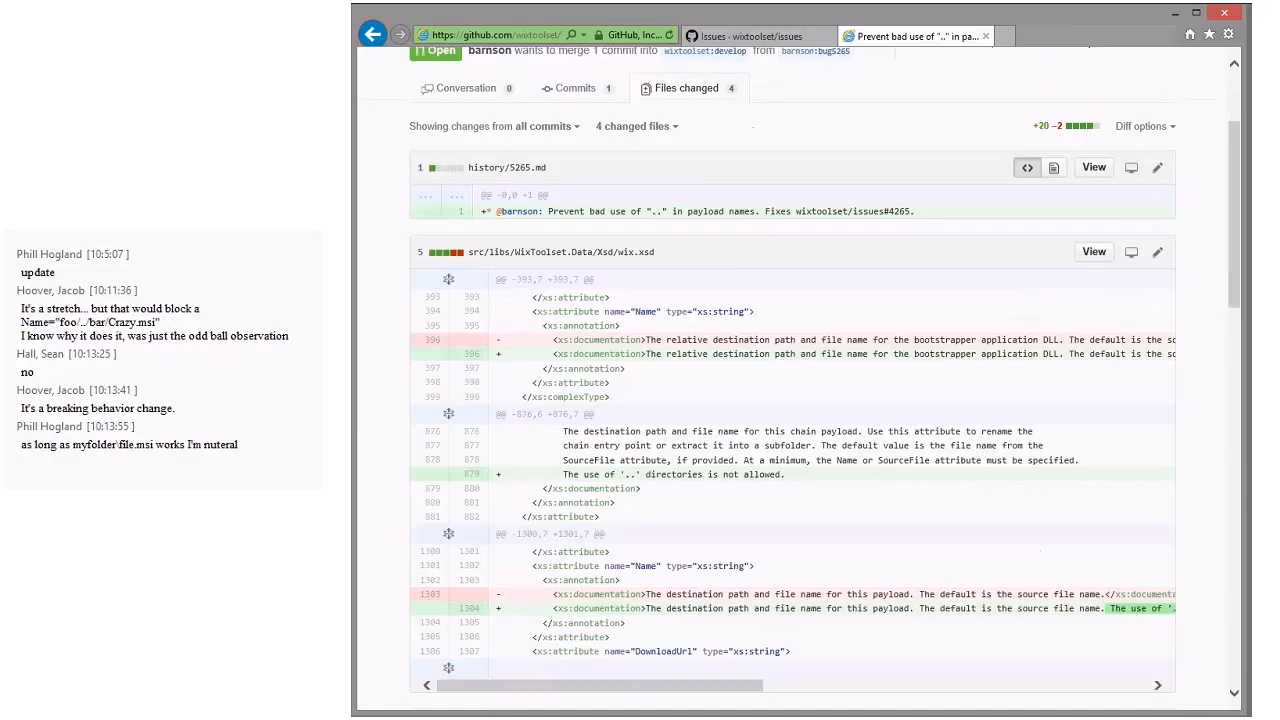 Phill Hogland [10:5:07 ]
update
Hoover, Jacob [10:11:36 ]
It's a stretch... but that would block a
Name="foo/../bar/Crazy.msi"
I know why it does it, was just the odd ball observation
Hall, Sean [10:13:25 ]
no
Hoover, Jacob [10:13:41 ]
It's a breaking behavior change.
Phill Hogland [10:13:55 ]
as long as myfolder\file.msi works I'm nuteral
https://github.com/wixtoolset/ GitHub, Inc... Issues · wixtoolset/issues Prevent bad use of ".." in pa...
Open barnson wants to merge 1 commit into wixtoolset:develop from barnson:bug5265
Conversation 0 Commits 1 Files changed 4
Showing changes from all commits 4 changed files +20 −2 Diff options
1 history/5265.md View
... ... @@ -0,0 +1 @@
1 +* @barnson: Prevent bad use of ".." in payload names. Fixes wixtoolset/issues#4265.
5 src/libs/WixToolset.Data/Xsd/wix.xsd View
@@ -393,7 +393,7 @@
393 393 </xs:attribute>
394 394 <xs:attribute name="Name" type="xs:string">
395 395 <xs:annotation>
396 - <xs:documentation>The relative destination path and file name for the bootstrapper application DLL. The default is the so
396 + <xs:documentation>The relative destination path and file name for the bootstrapper application DLL. The default is the so
397 397 </xs:annotation>
398 398 </xs:attribute>
399 399 </xs:complexType>
@@ -876,6 +876,7 @@
876 876 The destination path and file name for this chain payload. Use this attribute to rename the
877 877 chain entry point or extract it into a subfolder. The default value is the file name from the
878 878 SourceFile attribute, if provided. At a minimum, the Name or SourceFile attribute must be specified.
879 + The use of '..' directories is not allowed.
879 880 </xs:documentation>
880 881 </xs:annotation>
881 882 </xs:attribute>
@@ -1300,7 +1301,7 @@
1300 1301 </xs:attribute>
1301 1302 <xs:attribute name="Name" type="xs:string">
1302 1303 <xs:annotation>
1303 - <xs:documentation>The destination path and file name for this payload. The default is the source file name.</xs:documenta
1304 + <xs:documentation>The destination path and file name for this payload. The default is the source file name. The use of '.
1304 1305 </xs:annotation>
1305 1306 </xs:attribute>
1306 1307 <xs:attribute name="DownloadUrl" type="xs:string">